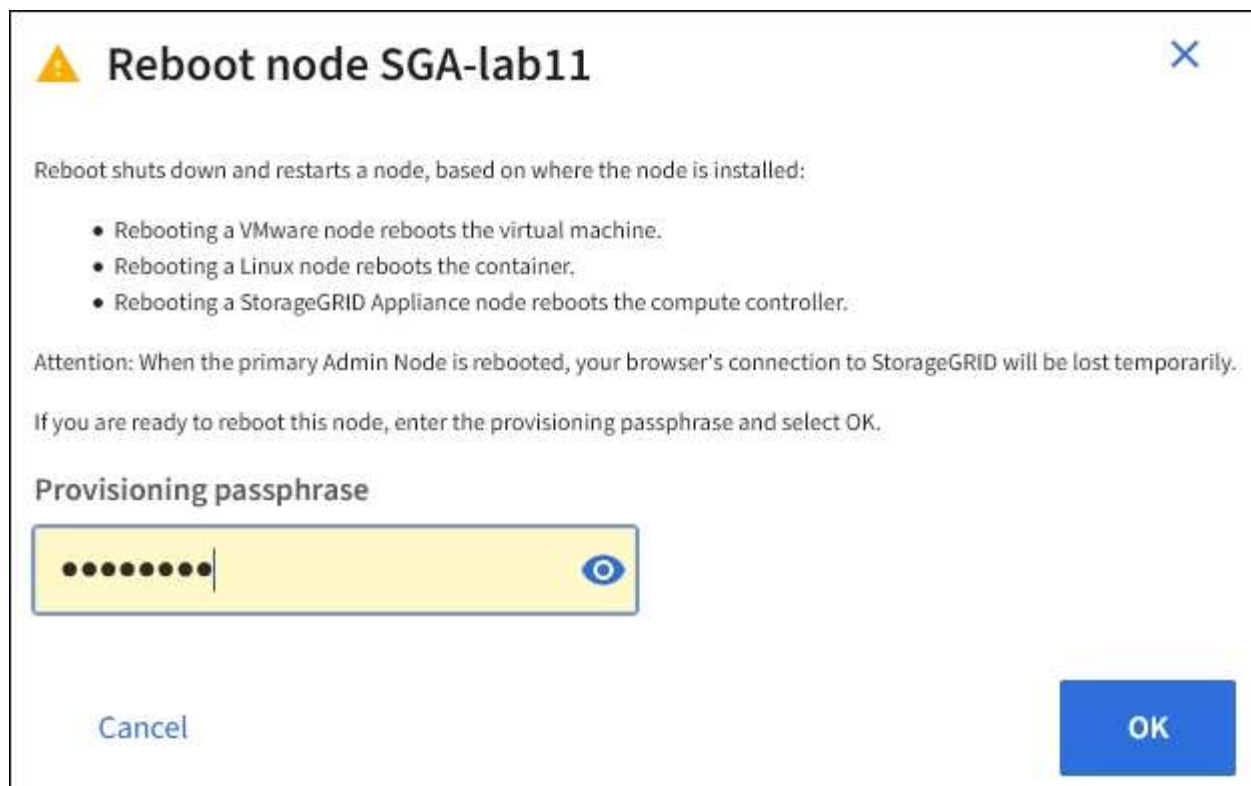 Reboot node SGA-lab11
Reboot shuts down and restarts a node, based on where the node is installed:
• Rebooting a VMware node reboots the virtual machine.
• Rebooting a Linux node reboots the container.
• Rebooting a StorageGRID Appliance node reboots the compute controller.
Attention: When the primary Admin Node is rebooted, your browser's connection to StorageGRID will be lost temporarily.
If you are ready to reboot this node, enter the provisioning passphrase and select OK.
Provisioning passphrase
••••••••
Cancel
OK